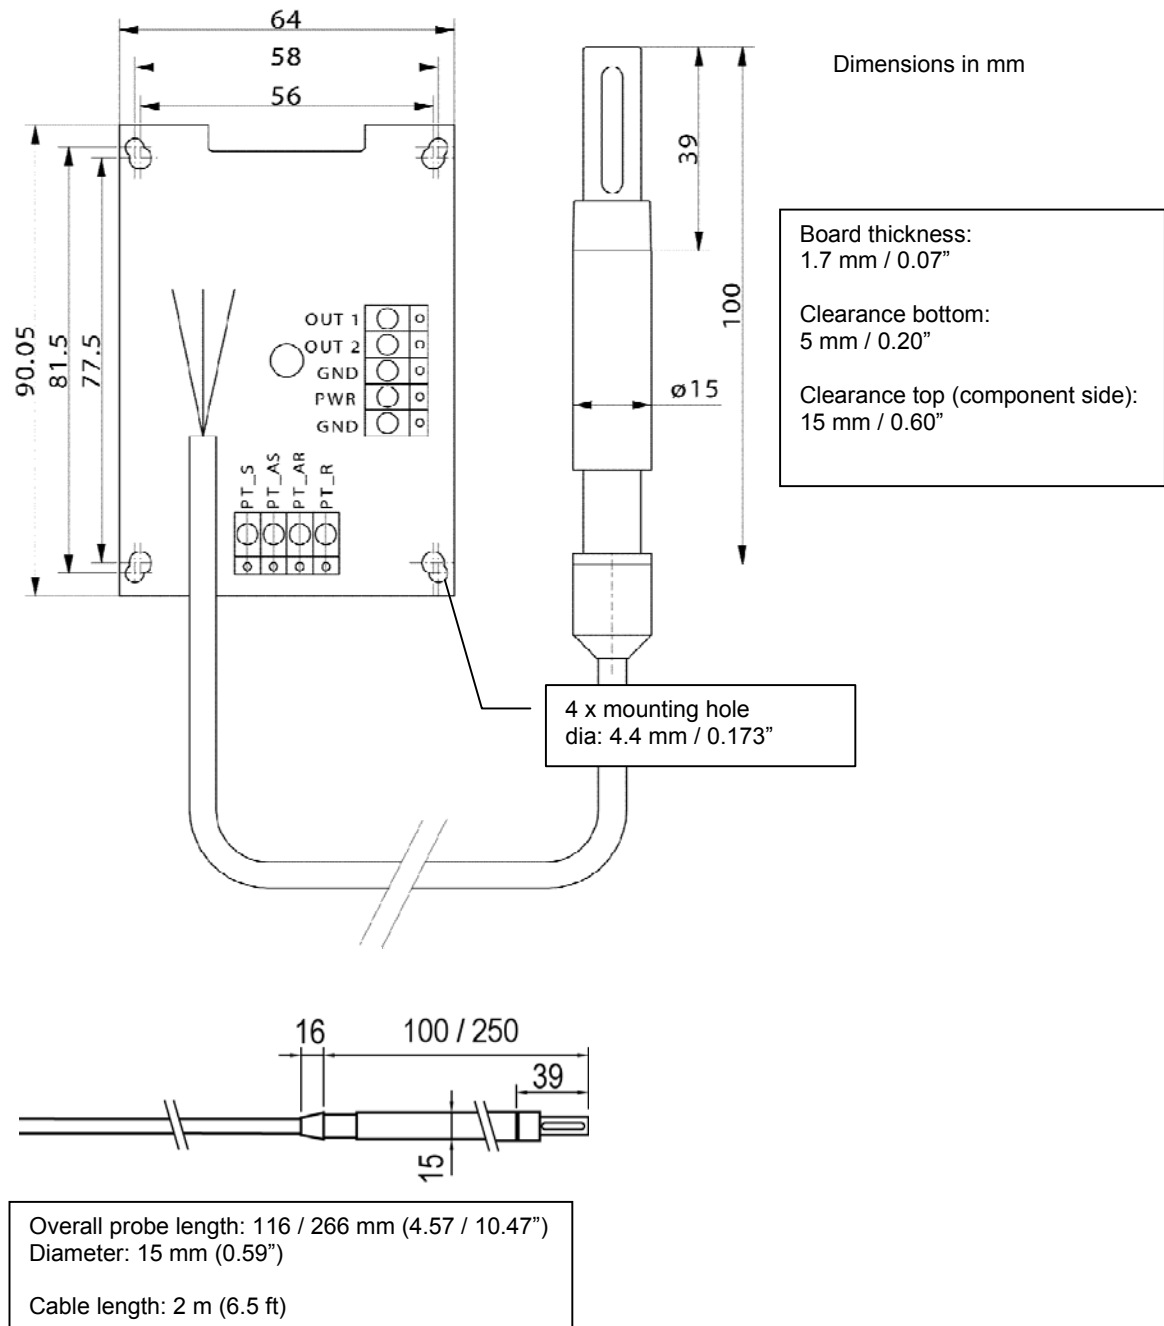 64
58
56
Dimensions in mm
39
100
90.05
81.5
77.5
Board thickness:
1.7 mm / 0.07”
Clearance bottom:
5 mm / 0.20”
Clearance top (component side):
15 mm / 0.60”
OUT 1
OUT 2
GND
PWR
GND
ø15
PT_S
PT_AS
PT_AR
PT_R
4 x mounting hole
dia: 4.4 mm / 0.173”
16
100 / 250
39
15
Overall probe length: 116 / 266 mm (4.57 / 10.47”)
Diameter: 15 mm (0.59”)
Cable length: 2 m (6.5 ft)